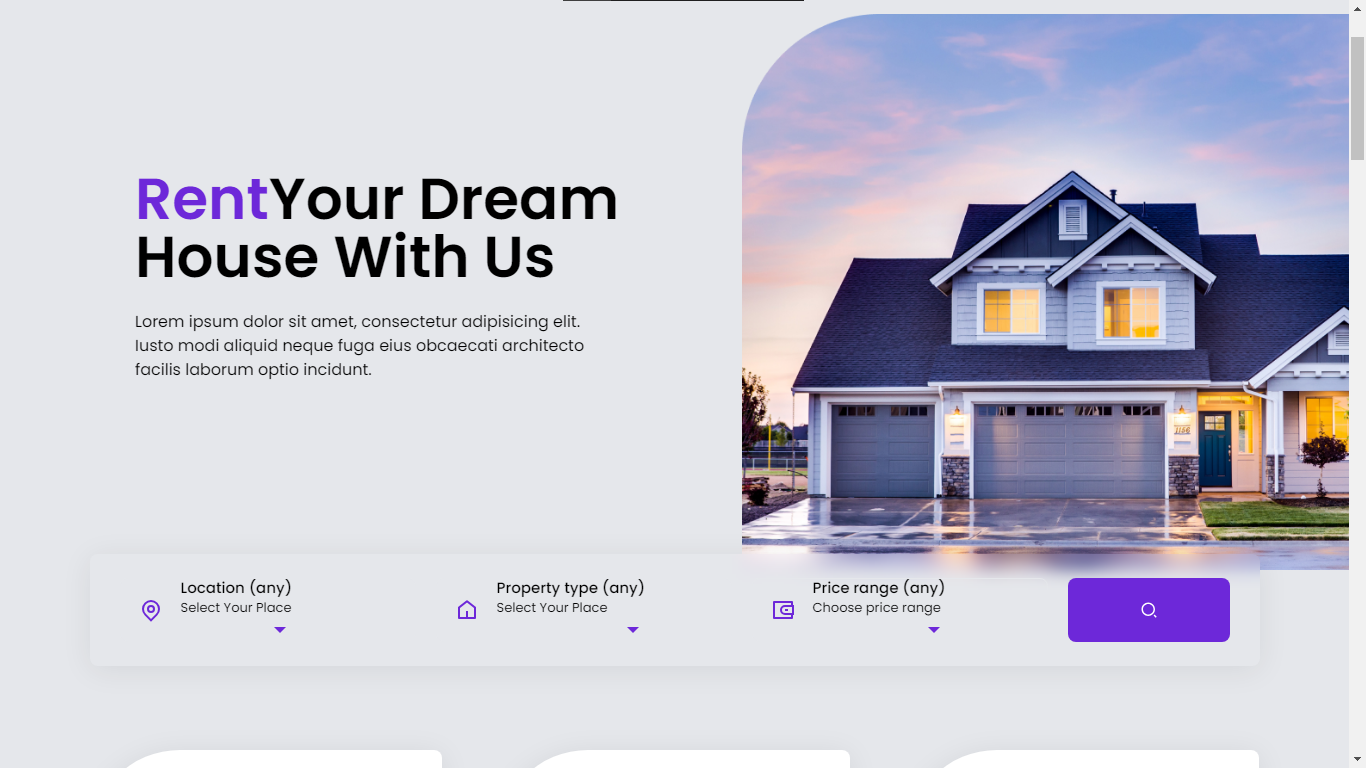 RentYour Dream
House With Us
Lorem ipsum dolor sit amet, consectetur adipisicing elit.
Iusto modi aliquid neque fuga eius obcaecati architecto
facilis laborum optio incidunt.
Location (any)
Select Your Place
Property type (any)
Select Your Place
Price range (any)
Choose price range